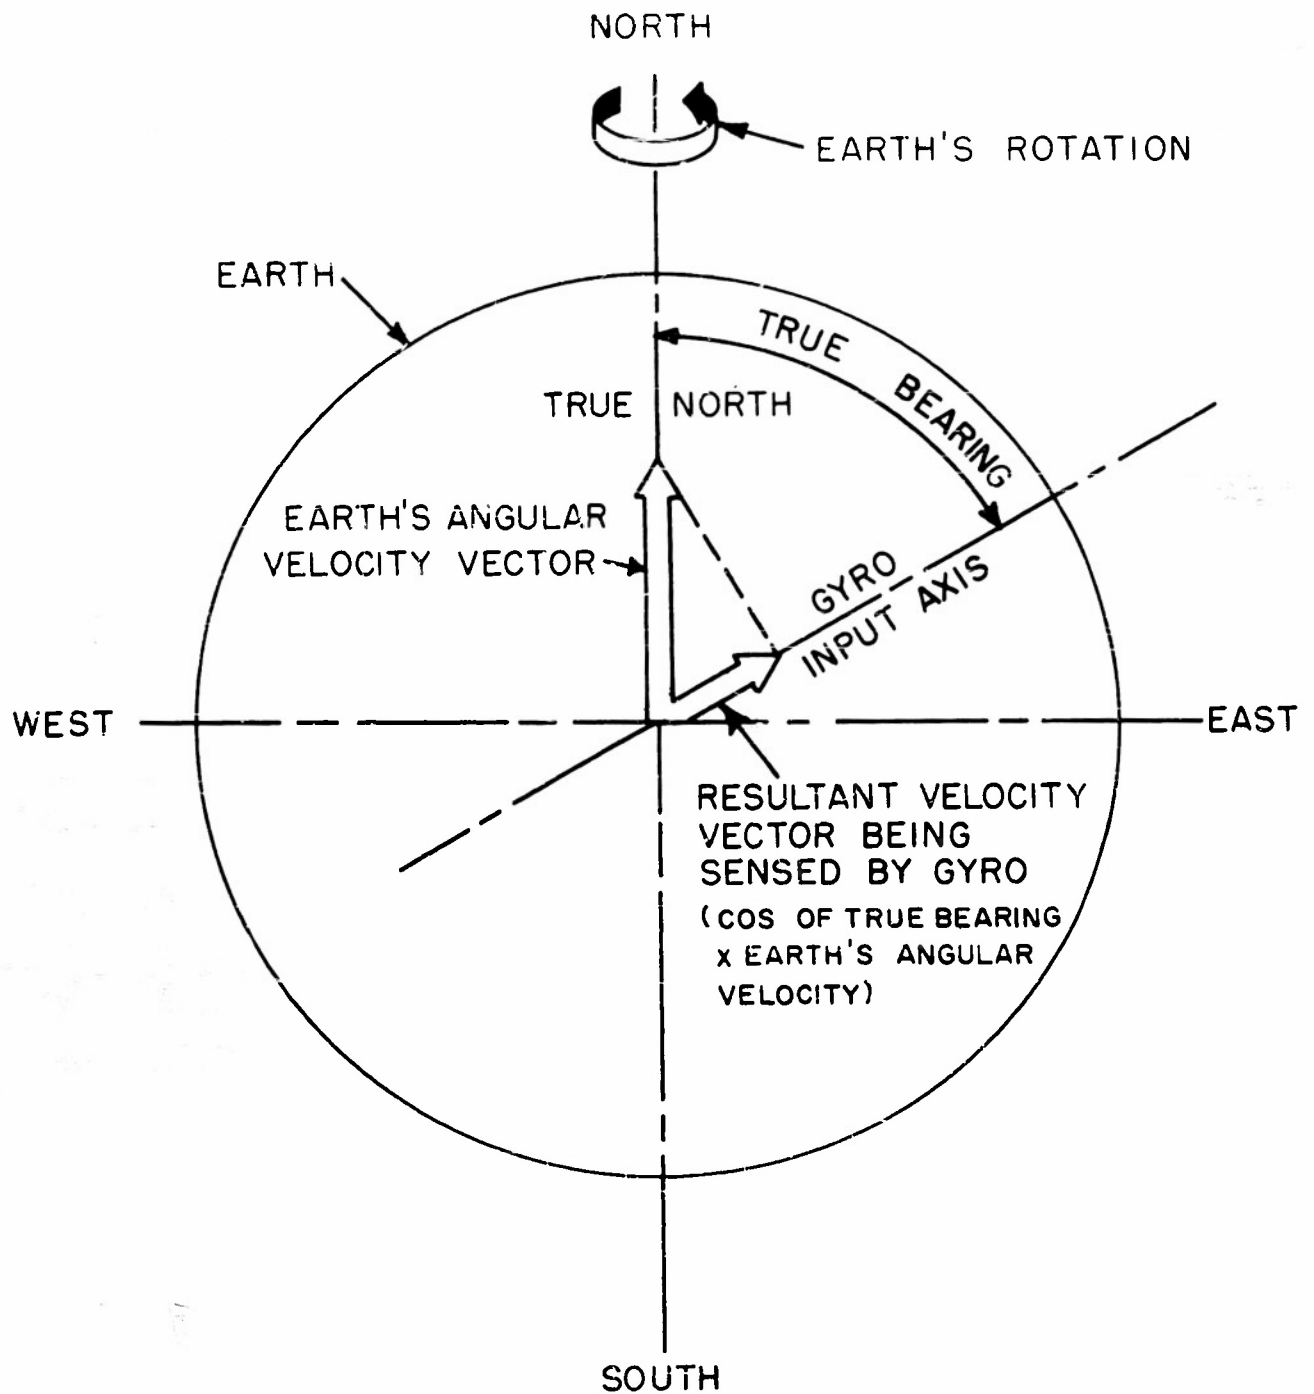 NORTH
EARTH'S ROTATION
EARTH
TRUE BEARING
TRUE NORTH
EARTH'S ANGULAR
VELOCITY VECTOR
GYRO
INPUT AXIS
WEST
EAST
RESULTANT VELOCITY
VECTOR BEING
SENSED BY GYRO
(COS OF TRUE BEARING
x EARTH'S ANGULAR
VELOCITY)
SOUTH